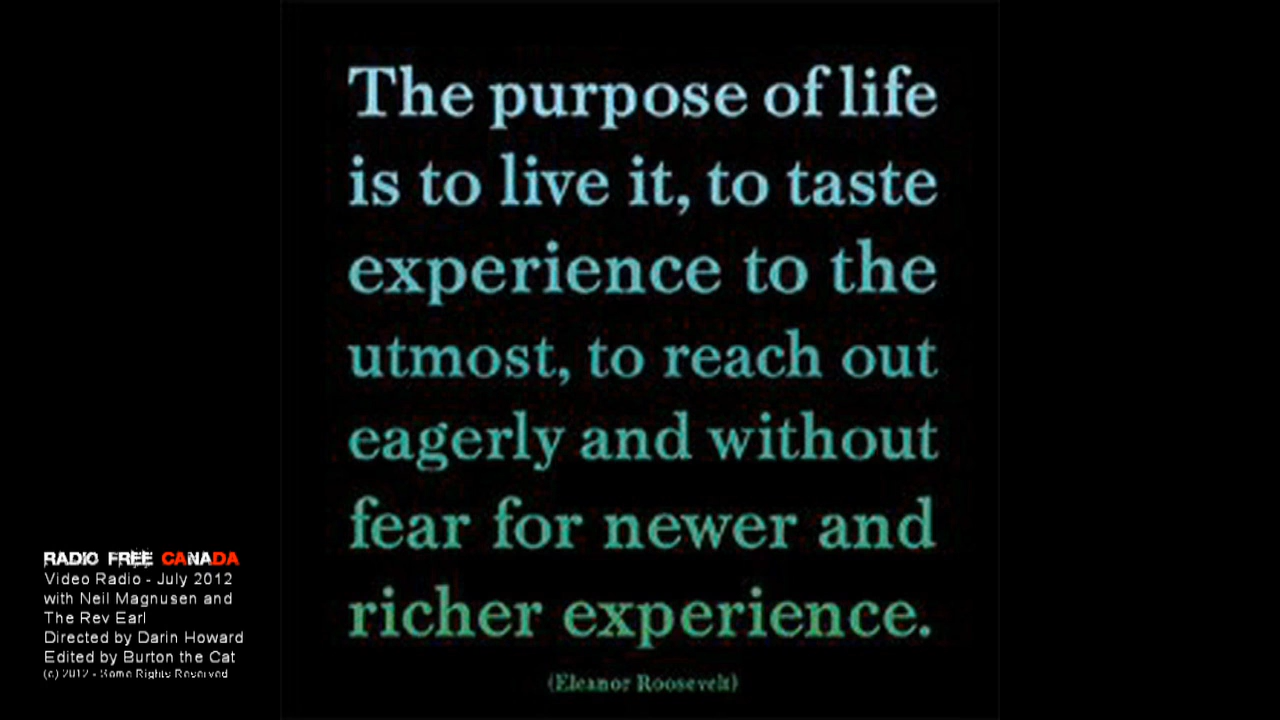 The purpose of life
is to live it, to taste
experience to the
utmost, to reach out
eagerly and without
fear for newer and
richer experience.
(Eleanor Roosevelt)
RADIO FREE CANADA
Video Radio - July 2012
with Neil Magnusen and
The Rev Earl
Directed by Darin Howard
Edited by Burton the Cat
(c) 2012 - Some Rights Reserved